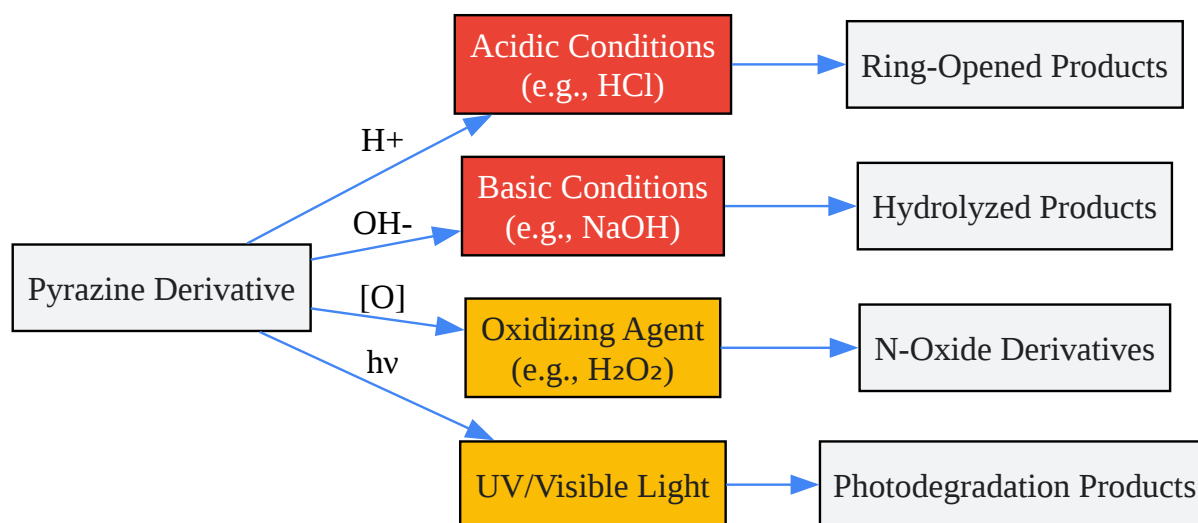 Pyrazine Derivative
H+
Acidic Conditions
(e.g., HCl)
Ring-Opened Products
OH-
Basic Conditions
(e.g., NaOH)
Hydrolyzed Products
[O]
Oxidizing Agent
(e.g., H₂O₂)
N-Oxide Derivatives
hν
UV/Visible Light
Photodegradation Products